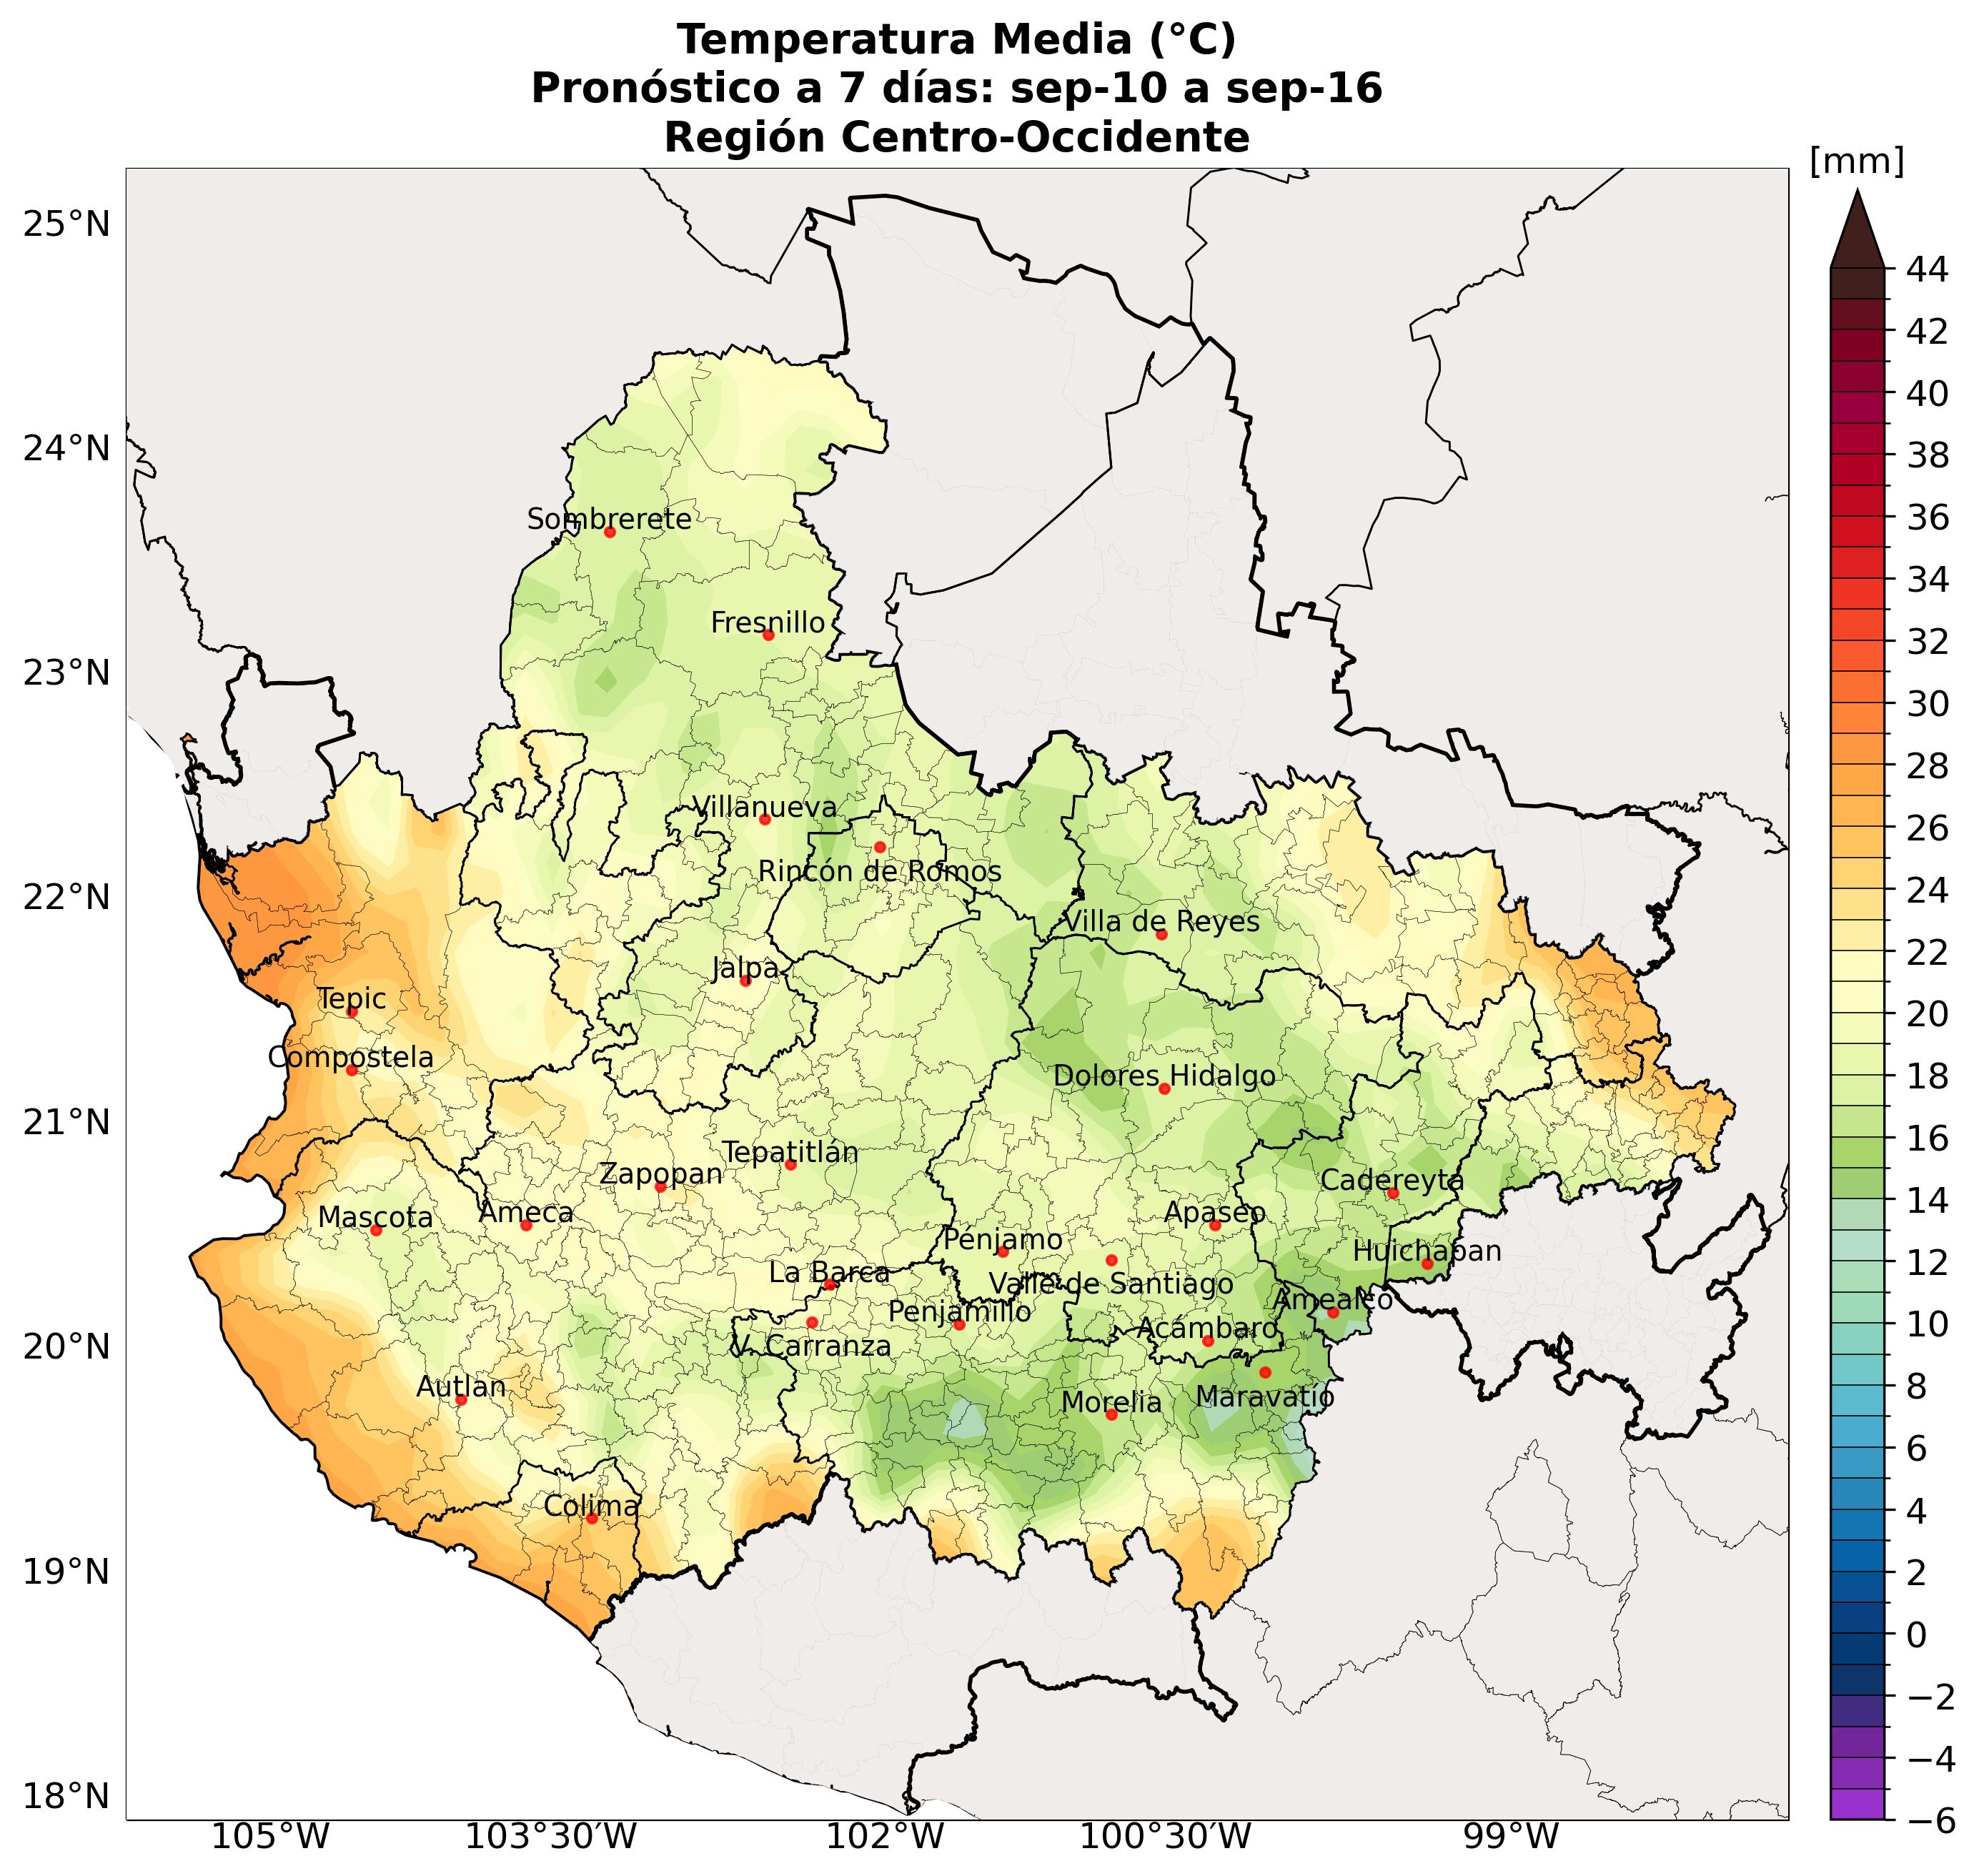 Temperatura Media (°C)
Pronóstico a 7 días: sep-10 a sep-16
Región Centro-Occidente
[mm]
25°N
24°N
23°N
22°N
21°N
20°N
19°N
18°N
Sombrerete
Fresnillo
Villanueva
Rincón de Romos
Villa de Reyes
Jalpa
Tepic
Compostela
Dolores Hidalgo
Tepatitlán
Zapopan
Cadereyta
Mascota
Ameca
Apaseo
Pénjamo
Huichapan
La Barca
Valle de Santiago
Amealco
Penjamillo
Acámbaro
V. Carranza
Autlan
Morelia
Maravatío
Colima
44
42
40
38
36
34
32
30
28
26
24
22
20
18
16
14
12
10
8
6
4
2
0
−2
−4
−6
105°W
103°30′W
102°W
100°30′W
99°W